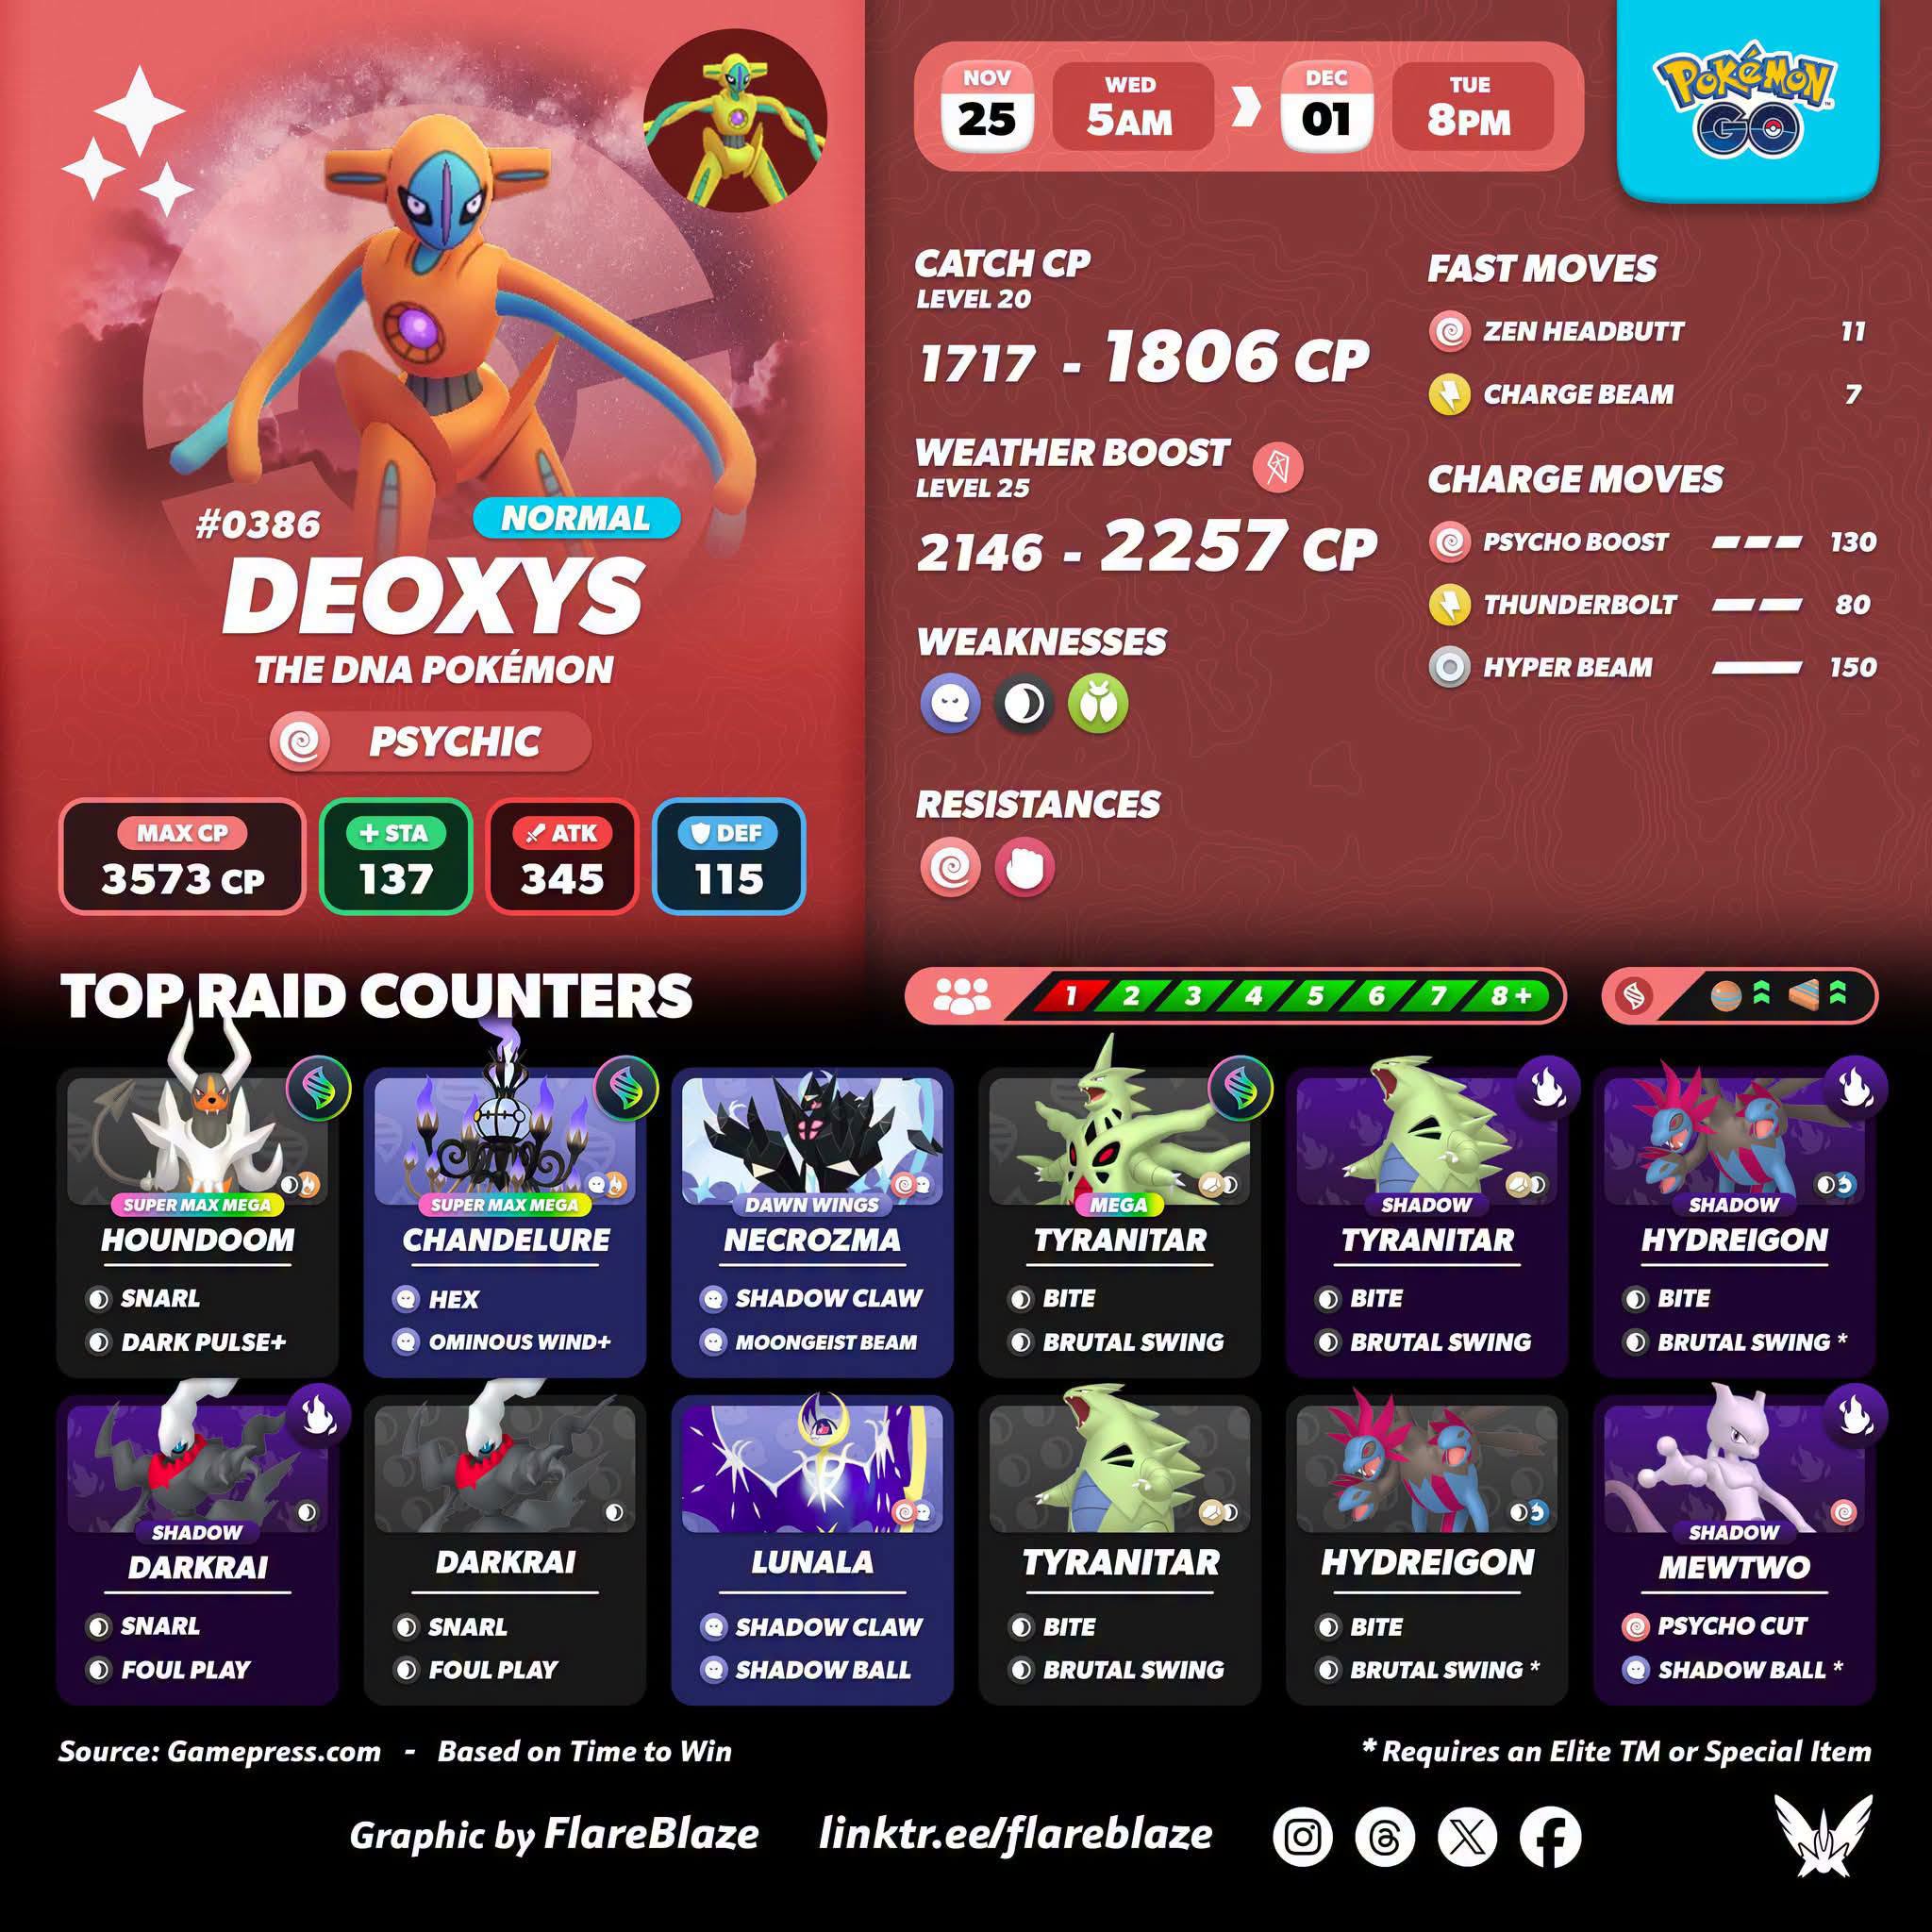 NOV
25
WED
5AM
DEC
01
TUE
8PM
POKéMON
GO
#0386
NORMAL
DEOXYS
THE DNA POKÉMON
PSYCHIC
MAX CP
3573 CP
STA
137
ATK
345
DEF
115
CATCH CP
LEVEL 20
1717 - 1806 CP
WEATHER BOOST
LEVEL 25
2146 - 2257 CP
WEAKNESSES
RESISTANCES
FAST MOVES
ZEN HEADBUTT 11
CHARGE BEAM 7
CHARGE MOVES
PSYCHO BOOST 130
THUNDERBOLT 80
HYPER BEAM 150
TOP RAID COUNTERS
1 2 3 4 5 6 7 8+
SUPER MAX MEGA
HOUNDOOM
SNARL
DARK PULSE+
SUPER MAX MEGA
CHANDELURE
HEX
OMINOUS WIND+
DAWN WINGS
NECROZMA
SHADOW CLAW
MOONGEIST BEAM
MEGA
TYRANITAR
BITE
BRUTAL SWING
SHADOW
TYRANITAR
BITE
BRUTAL SWING
SHADOW
HYDREIGON
BITE
BRUTAL SWING *
SHADOW
DARKRAI
SNARL
FOUL PLAY
DARKRAI
SNARL
FOUL PLAY
LUNALA
SHADOW CLAW
SHADOW BALL
TYRANITAR
BITE
BRUTAL SWING
HYDREIGON
BITE
BRUTAL SWING *
SHADOW
MEWTWO
PSYCHO CUT
SHADOW BALL *
Source: Gamepress.com - Based on Time to Win
* Requires an Elite TM or Special Item
Graphic by FlareBlaze
linktr.ee/flareblaze